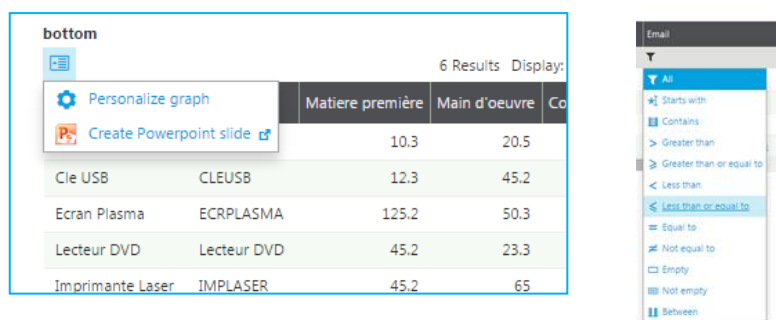 bottom
6 Results Display:
Personalize graph
Create Powerpoint slide
Matiere première Main d'oeuvre Co
10.3 20.5
Cle USB CLEUSB 12.3 45.2
Ecran Plasma ECRPLASMA 125.2 50.3
Lecteur DVD Lecteur DVD 45.2 23.3
Imprimante Laser IMPLASER 45.2 65
Email
All
Starts with
Contains
Greater than
Greater than or equal to
Less than
Less than or equal to
Equal to
Not equal to
Empty
Not empty
Between